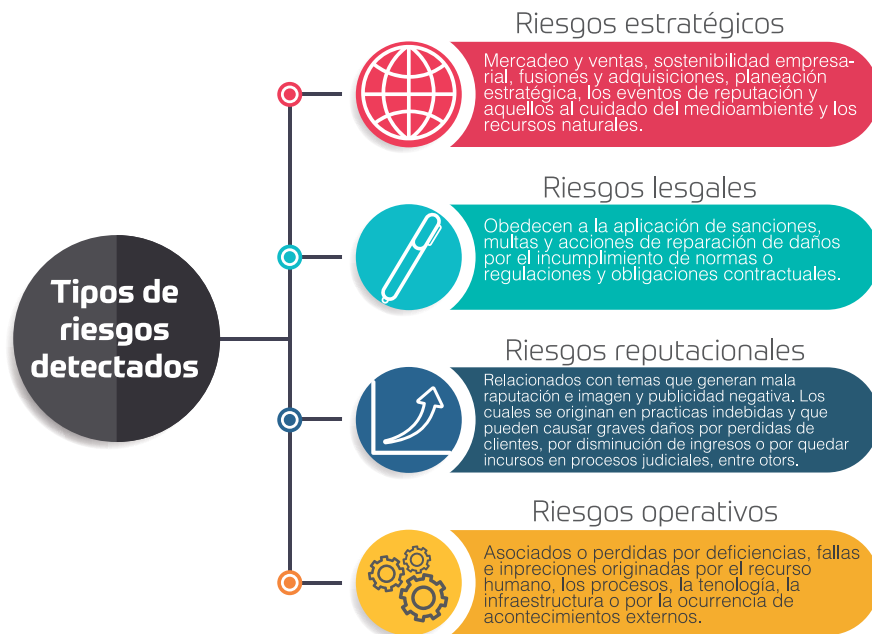 Tipos de
riesgos
detectados
Riesgos estratégicos
Mercadeo y ventas, sostenibilidad empresa-
rial, fusiones y adquisiciones, planeación
estratégica, los eventos de reputación y
aquellos al cuidado del medioambiente y los
recursos naturales.
Riesgos lesgales
Obedecen a la aplicación de sanciones,
multas y acciones de reparación de daños
por el incumplimiento de normas o
regulaciones y obligaciones contractuales.
Riesgos reputacionales
Relacionados con temas que generan mala
raputación e imagen y publicidad negativa. Los
cuales se originan en practicas indebidas y que
pueden causar graves daños por perdidas de
clientes, por disminución de ingresos o por quedar
incursos en procesos judiciales, entre otors.
Riesgos operativos
Asociados o perdidas por deficiencias, fallas
e inpreciones originadas por el recurso
humano, los procesos, la tenología, la
infraestructura o por la ocurrencia de
acontecimientos externos.